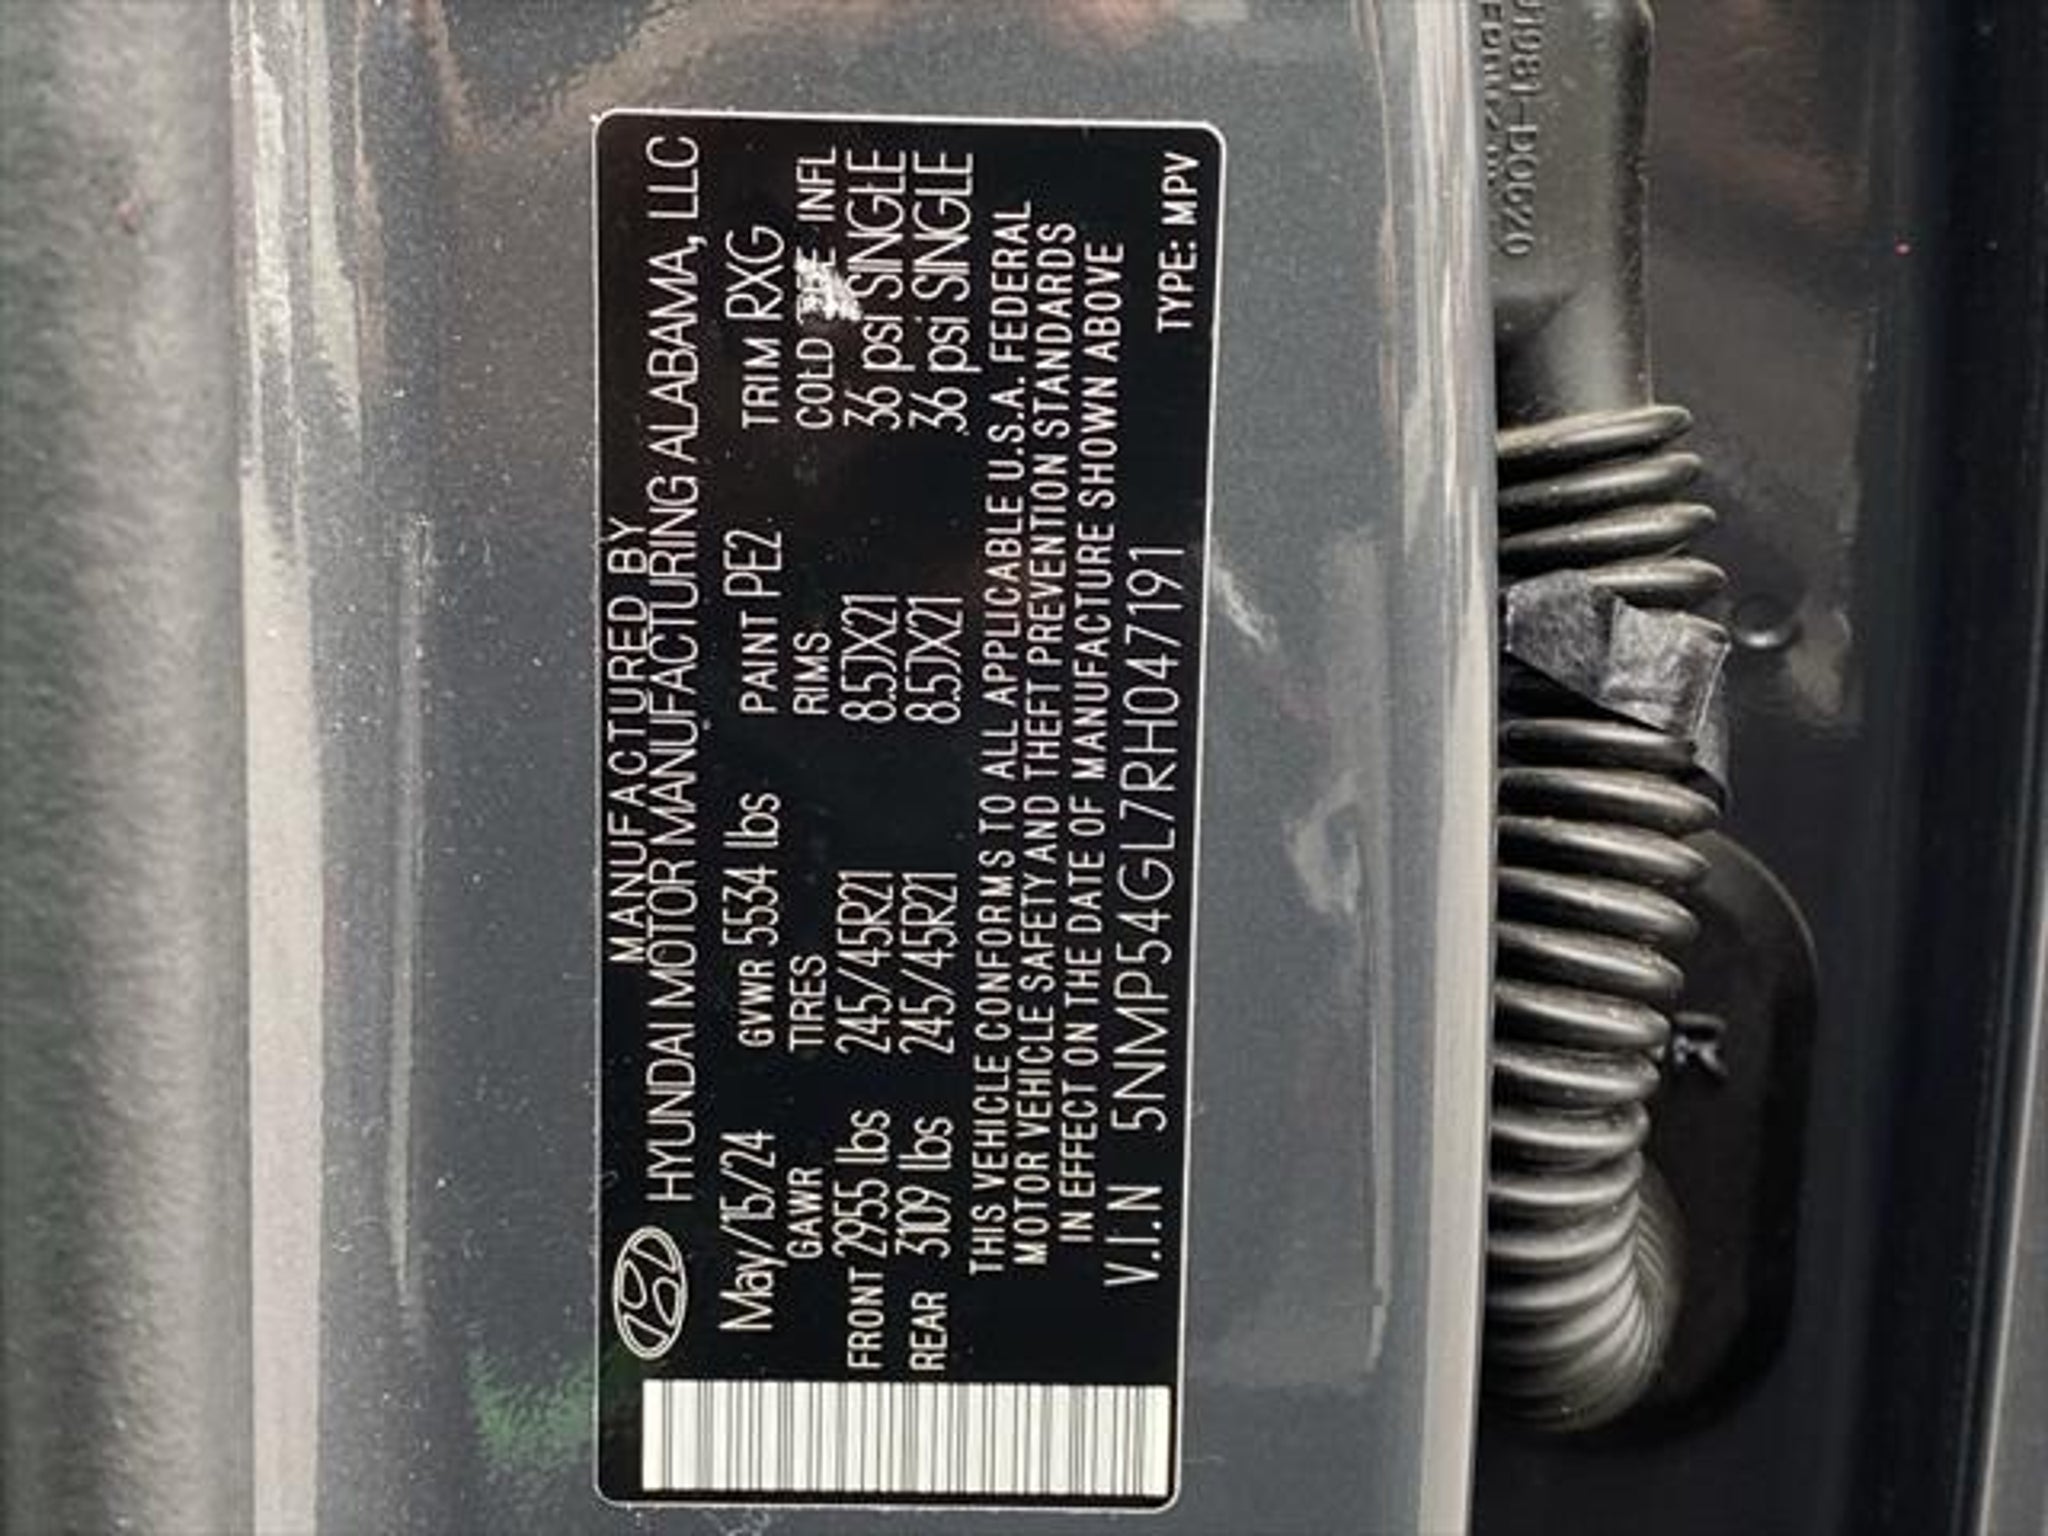 MANUFACTURED BY
HYUNDAI MOTOR MANUFACTURING ALABAMA, LLC
May/15/24 GVWR 5534 lbs PAINT PE2 TRIM RXG
GAWR TIRES RIMS COLD INFL
FRONT 2955 lbs 245/45R21 8.5JX21 36 psi SINGLE
REAR 3109 lbs 245/45R21 8.5JX21 36 psi SINGLE
THIS VEHICLE CONFORMS TO ALL APPLICABLE U.S.A. FEDERAL
MOTOR VEHICLE SAFETY AND THEFT PREVENTION STANDARDS
IN EFFECT ON THE DATE OF MANUFACTURE SHOWN ABOVE
V.I.N 5NMP54GL7RH047191
TYPE: MPV